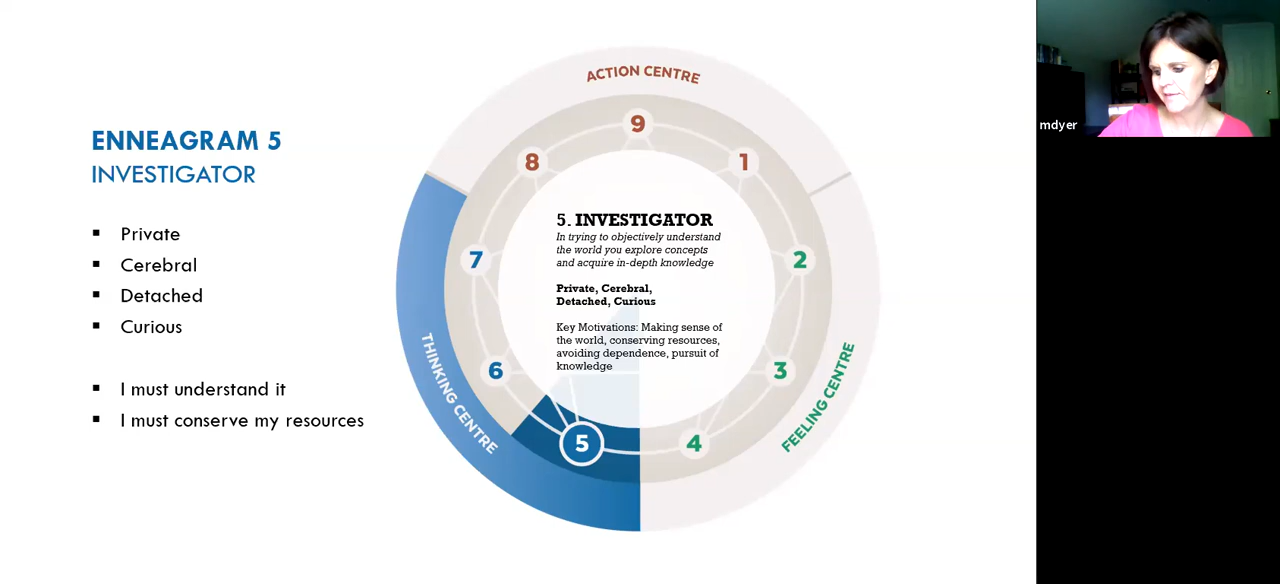 ENNEAGRAM 5
INVESTIGATOR
▪ Private
▪ Cerebral
▪ Detached
▪ Curious
▪ I must understand it
▪ I must conserve my resources
ACTION CENTRE
9
8
1
7
2
6
3
5
4
THINKING CENTRE
FEELING CENTRE
5. INVESTIGATOR
In trying to objectively understand
the world you explore concepts
and acquire in-depth knowledge
Private, Cerebral,
Detached, Curious
Key Motivations: Making sense of
the world, conserving resources,
avoiding dependence, pursuit of
knowledge
mdyer